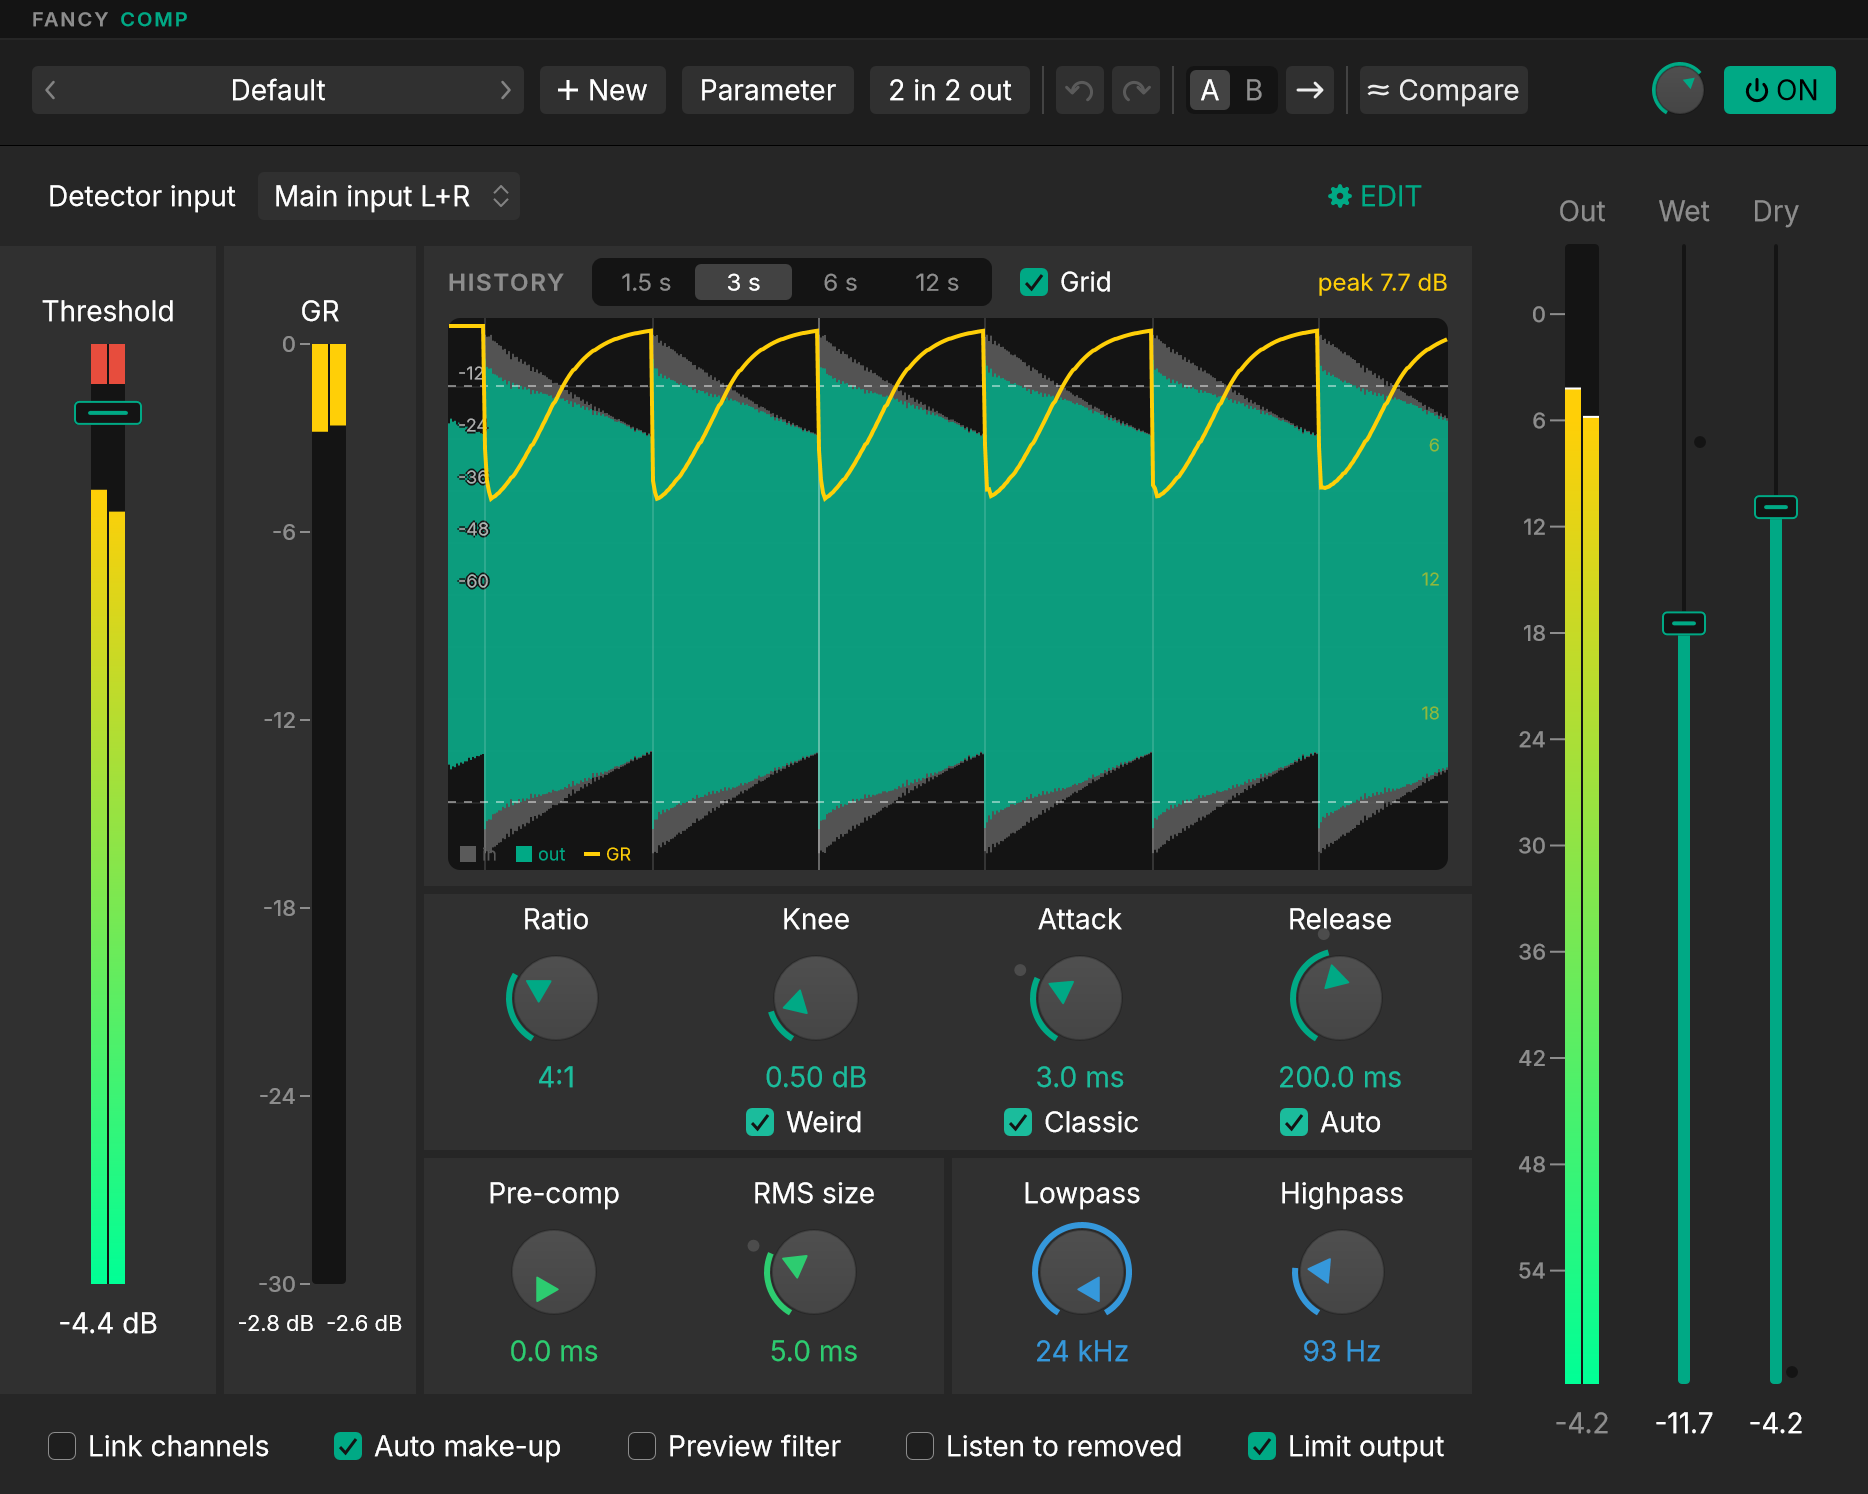 FANCY COMP
Default
+ New
Parameter
2 in 2 out
A B
≈ Compare
ON
Detector input
Main input L+R
EDIT
Out
Wet
Dry
Threshold
GR
HISTORY
1.5 s
3 s
6 s
12 s
Grid
peak 7.7 dB
-12
-24
-36
-48
-60
6
12
18
in
out
GR
0
-6
-12
-18
-24
-30
0
6
12
18
24
30
36
42
48
54
Ratio
Knee
Attack
Release
4:1
0.50 dB
3.0 ms
200.0 ms
Weird
Classic
Auto
Pre-comp
RMS size
Lowpass
Highpass
0.0 ms
5.0 ms
24 kHz
93 Hz
-4.4 dB
-2.8 dB
-2.6 dB
-4.2
-11.7
-4.2
Link channels
Auto make-up
Preview filter
Listen to removed
Limit output